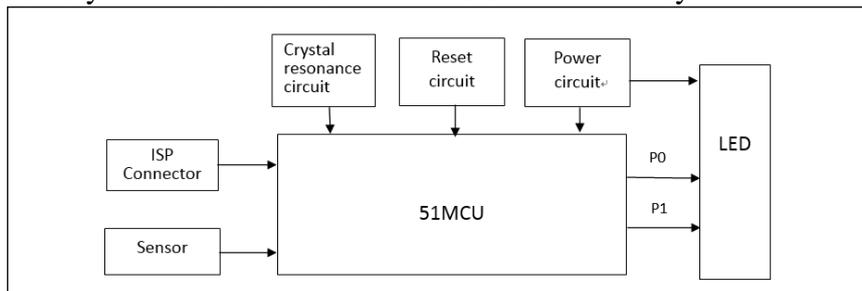 Crystal
resonance
circuit
Reset
circuit
Power
circuit
ISP
Connector
Sensor
51MCU
P0
P1
LED